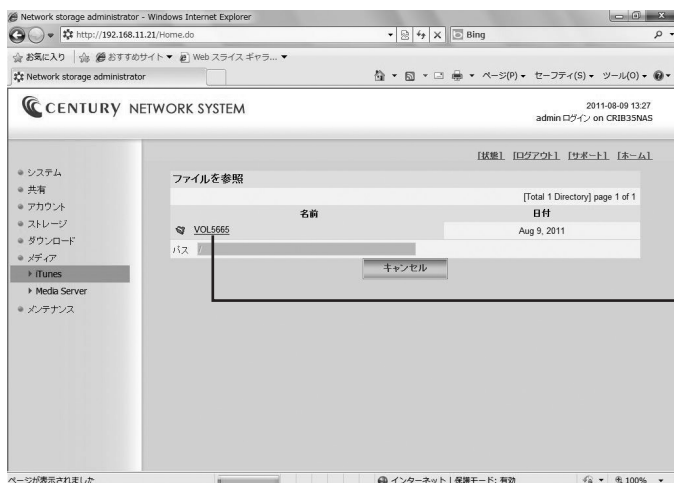 Network storage administrator - Windows Internet Explorer
http://192.168.11.21/Home.do
Bing
お気に入り
おすすめサイト ▼
Web スライス ギャラ... ▼
Network storage administrator
ページ(P) ▼ セーフティ(S) ▼ ツール(O) ▼
CENTURY NETWORK SYSTEM
2011-08-09 13:27
admin ログイン on CRIB35NAS
[状態] [ログアウト] [サポート] [ホーム]
システム
共有
アカウント
ストレージ
ダウンロード
メディア
iTunes
Media Server
メンテナンス
ファイルを参照
[Total 1 Directory] page 1 of 1
名前 日付
VOL5665 Aug 9, 2011
パス /
キャンセル
ページが表示されました
インターネット | 保護モード: 有効
100%